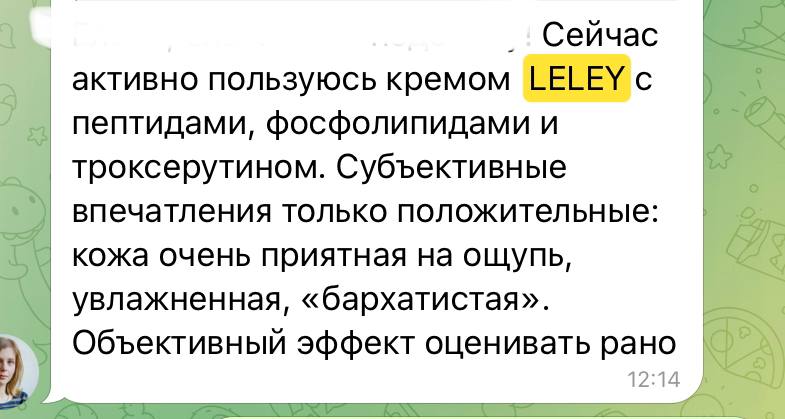 Сейчас
активно пользуюсь кремом LELEY с
пептидами, фосфолипидами и
троксерутином. Субъективные
впечатления только положительные:
кожа очень приятная на ощупь,
увлажненная, «бархатистая».
Объективный эффект оценивать рано
12:14